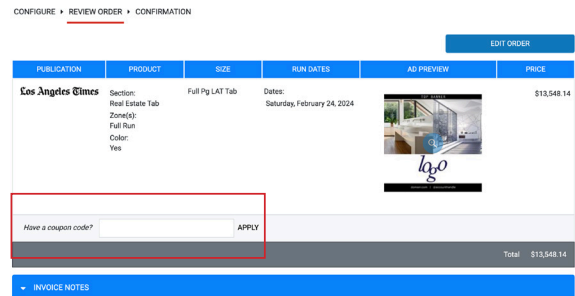 CONFIGURE ▸ REVIEW ORDER ▸ CONFIRMATION
EDIT ORDER
PUBLICATION PRODUCT SIZE RUN DATES AD PREVIEW PRICE
Los Angeles Times
Section:
Real Estate Tab
Zone(s):
Full Run
Color:
Yes
Full Pg LAT Tab
Dates:
Saturday, February 24, 2024
TOP BANNER
logo
$13,548.14
Have a coupon code? APPLY
Total $13,548.14
INVOICE NOTES